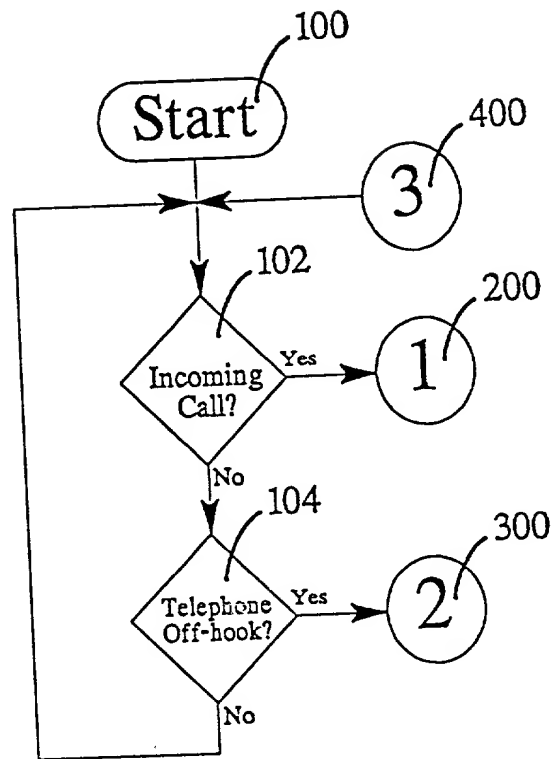 100
Start
400
3
102
200
Incoming
Call?
Yes
1
No
104
300
Telephone
Off-hook?
Yes
2
No